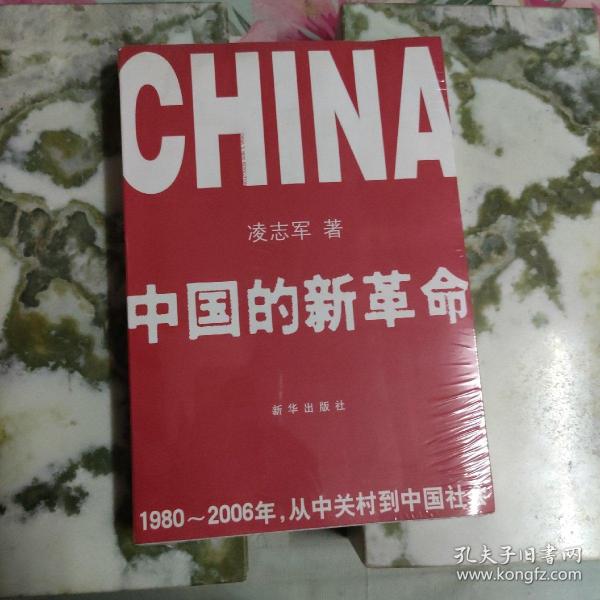 CHINA
凌志军 著
中国的新革命
新华出版社
1980～2006年,从中关村到中国社会
孔夫子旧书网
www.kongfz.com